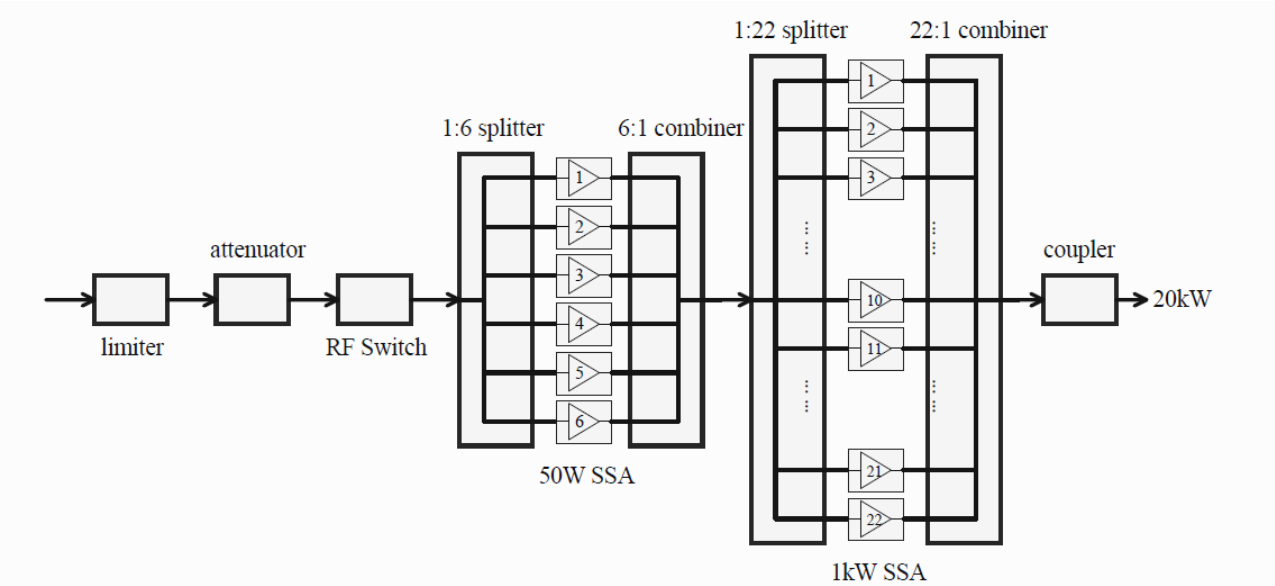 1:22 splitter
22:1 combiner
1:6 splitter
6:1 combiner
1
2
3
4
5
6
50W SSA
attenuator
limiter
RF Switch
1
2
3
10
11
21
22
1kW SSA
coupler
20kW